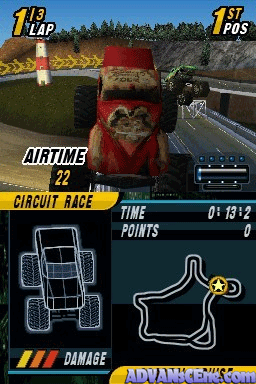 1/3 LAP
1ST POS
AIRTIME
22
CIRCUIT RACE
TIME 0:13:2
POINTS 0
DAMAGE
ADVANSCENE.COM